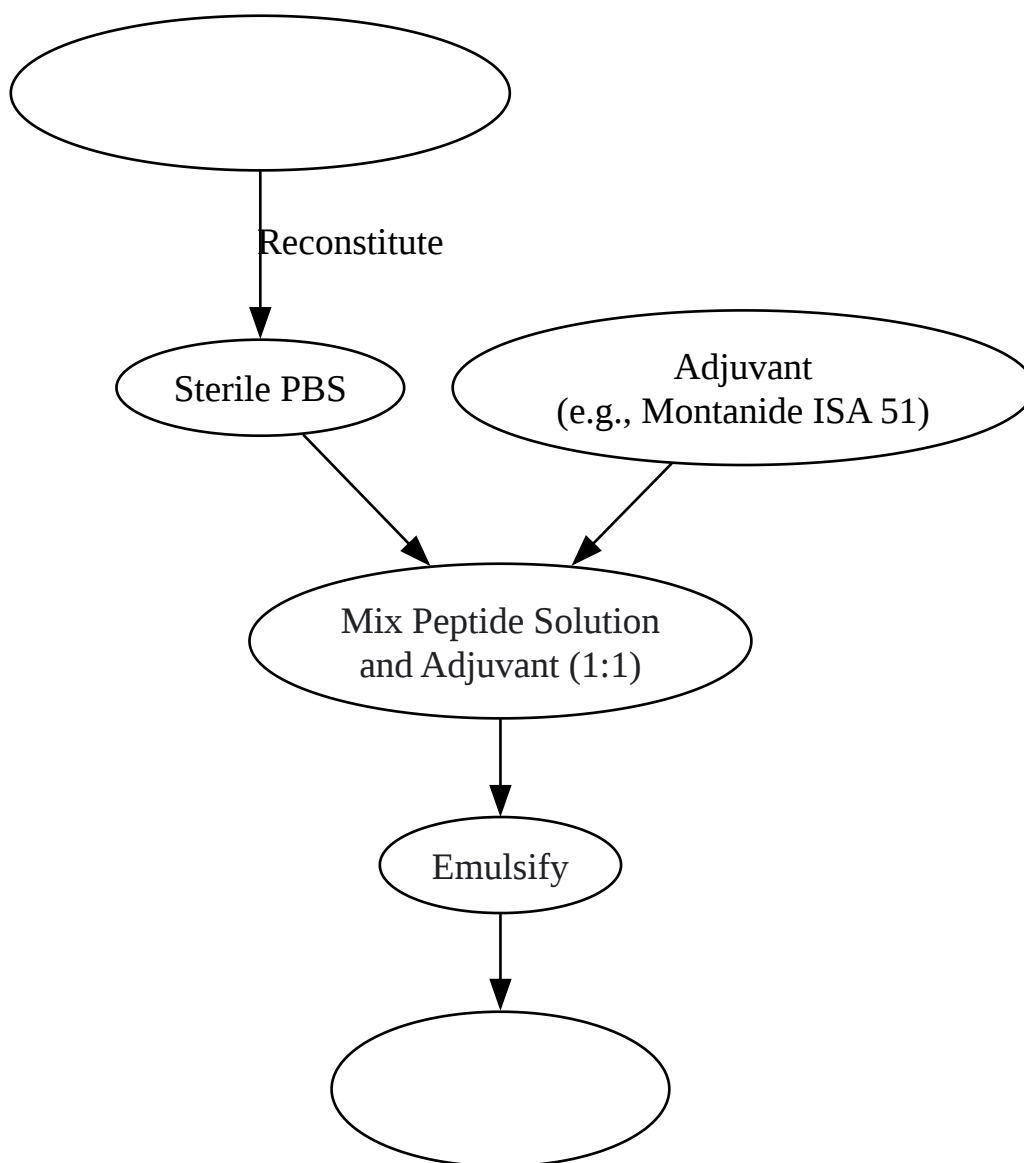 Reconstitute
Sterile PBS
Adjuvant
(e.g., Montanide ISA 51)
Mix Peptide Solution
and Adjuvant (1:1)
Emulsify